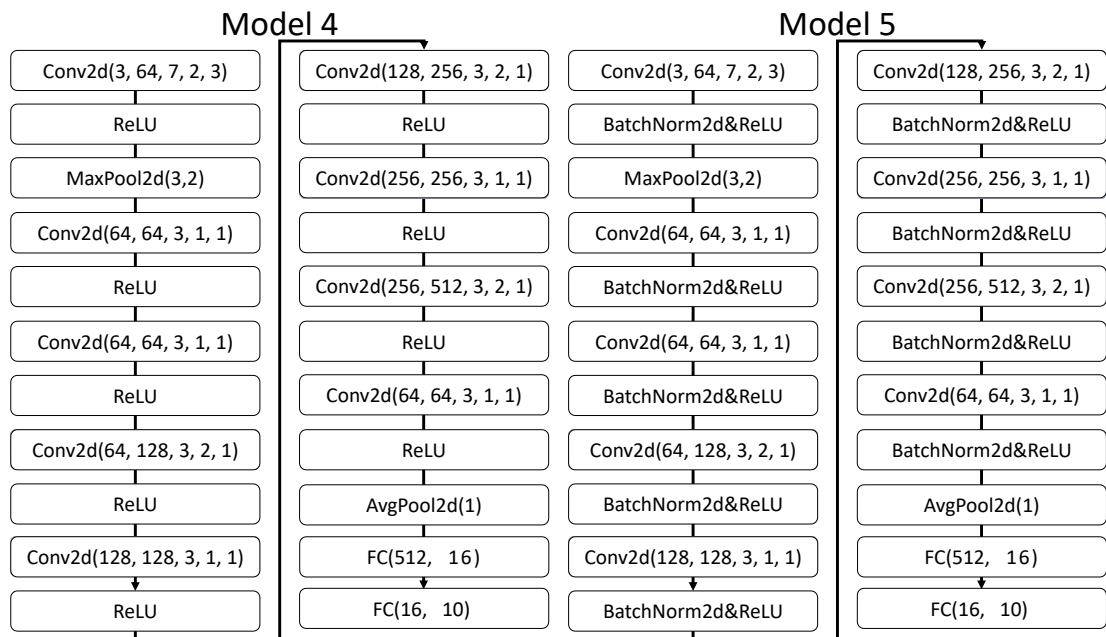 Model 4
Conv2d(3, 64, 7, 2, 3)
ReLU
MaxPool2d(3,2)
Conv2d(64, 64, 3, 1, 1)
ReLU
Conv2d(64, 64, 3, 1, 1)
ReLU
Conv2d(64, 128, 3, 2, 1)
ReLU
Conv2d(128, 128, 3, 1, 1)
ReLU
Conv2d(128, 256, 3, 2, 1)
ReLU
Conv2d(256, 256, 3, 1, 1)
ReLU
Conv2d(256, 512, 3, 2, 1)
ReLU
Conv2d(64, 64, 3, 1, 1)
ReLU
AvgPool2d(1)
FC(512, 16)
FC(16, 10)
Model 5
Conv2d(3, 64, 7, 2, 3)
BatchNorm2d&ReLU
MaxPool2d(3,2)
Conv2d(64, 64, 3, 1, 1)
BatchNorm2d&ReLU
Conv2d(64, 64, 3, 1, 1)
BatchNorm2d&ReLU
Conv2d(64, 128, 3, 2, 1)
BatchNorm2d&ReLU
Conv2d(128, 128, 3, 1, 1)
BatchNorm2d&ReLU
Conv2d(128, 256, 3, 2, 1)
BatchNorm2d&ReLU
Conv2d(256, 256, 3, 1, 1)
BatchNorm2d&ReLU
Conv2d(256, 512, 3, 2, 1)
BatchNorm2d&ReLU
Conv2d(64, 64, 3, 1, 1)
BatchNorm2d&ReLU
AvgPool2d(1)
FC(512, 16)
FC(16, 10)